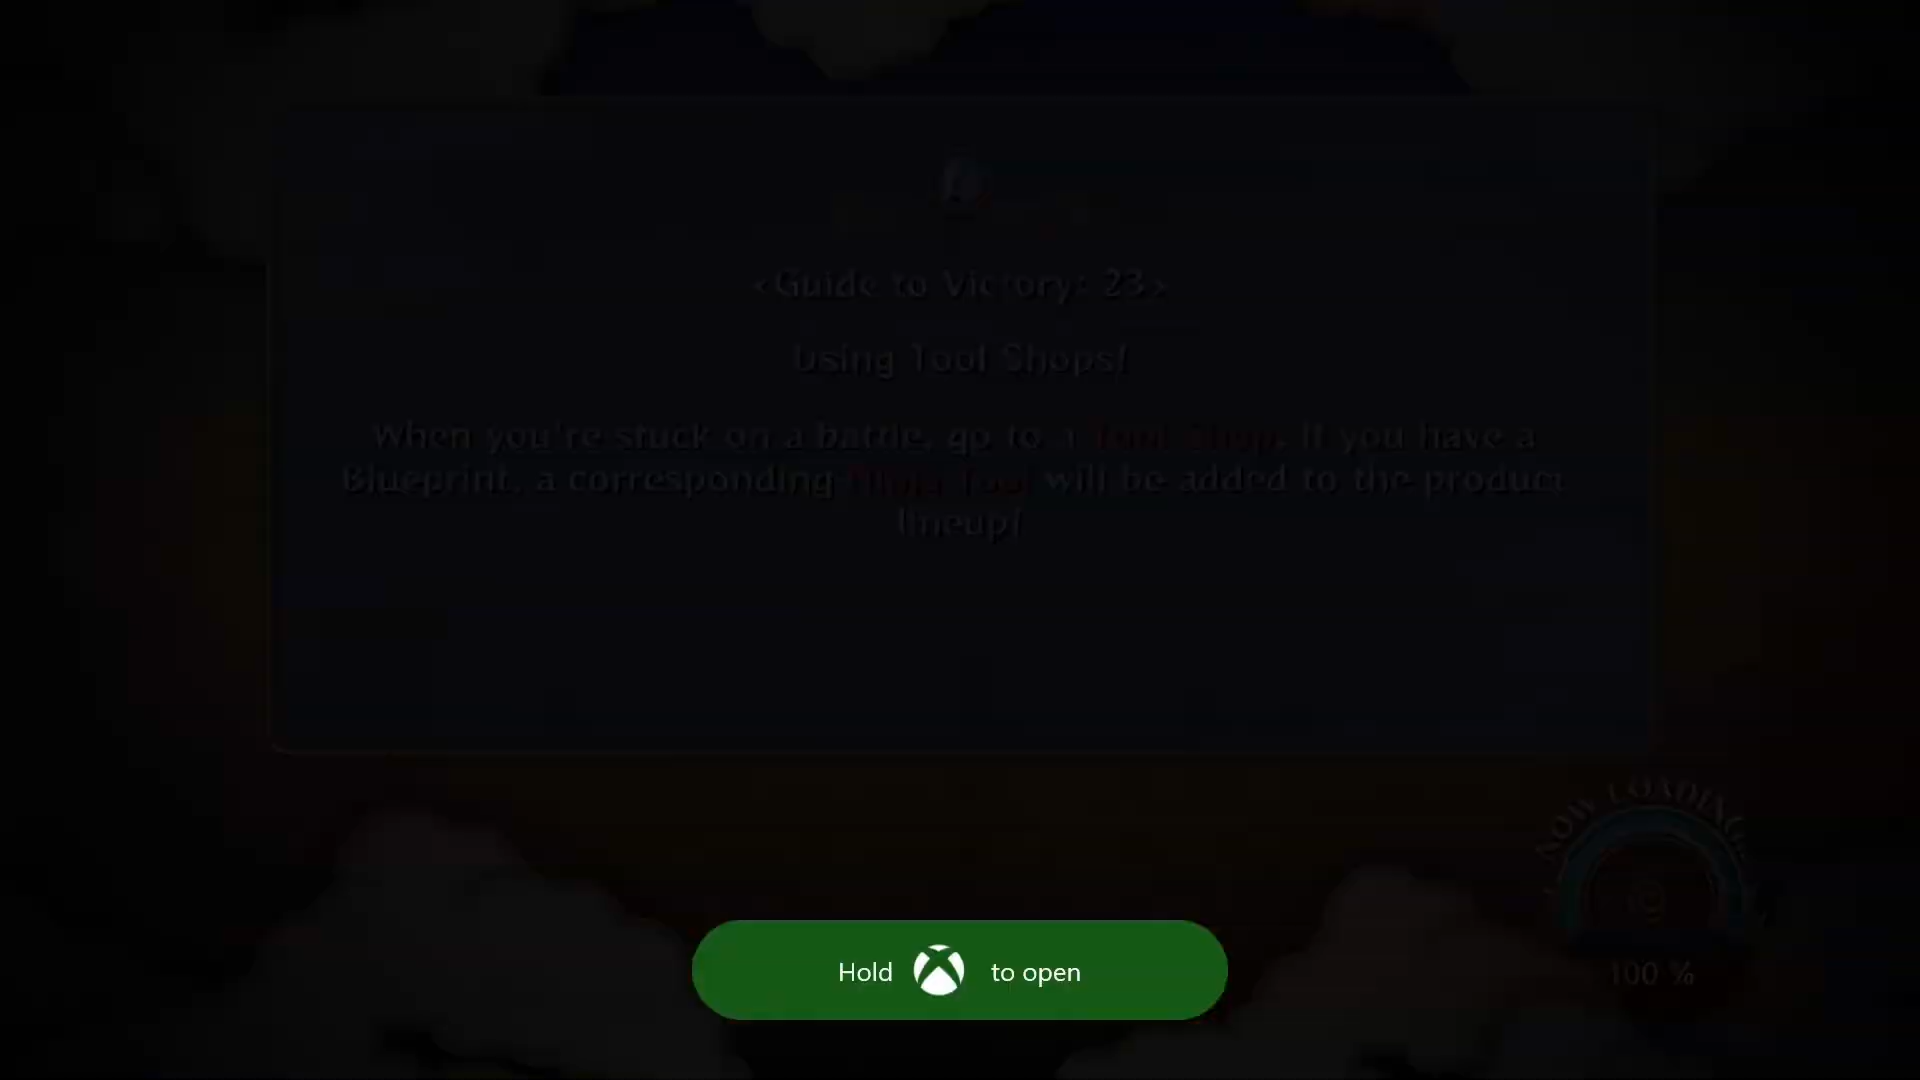 <Guide to Victory: 23>
Using Tool Shops!
When you're stuck on a battle, go to a Tool Shop. If you have a
Blueprint, a corresponding Ninja Tool will be added to the product
lineup!
NOW LOADING
100 %
Hold to open